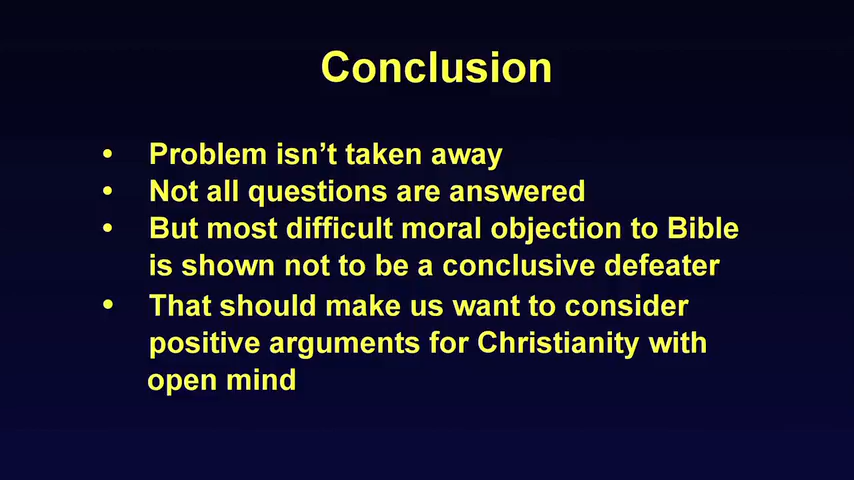 Conclusion
• Problem isn't taken away
• Not all questions are answered
• But most difficult moral objection to Bible
is shown not to be a conclusive defeater
• That should make us want to consider
positive arguments for Christianity with
open mind